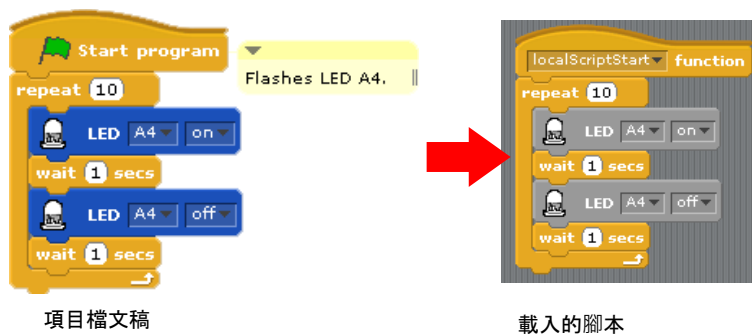 Start program
Flashes LED A4.
repeat 10
LED A4 on
wait 1 secs
LED A4 off
wait 1 secs
項目檔文稿
localScriptStart function
repeat 10
LED A4 on
wait 1 secs
LED A4 off
wait 1 secs
載入的腳本